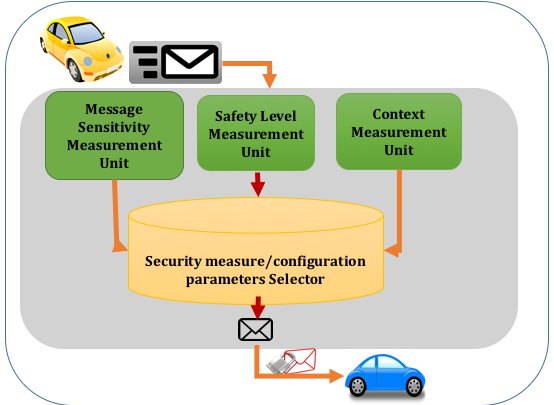 Message
Sensitivity
Measurement
Unit
Safety Level
Measurement
Unit
Context
Measurement
Unit
Security measure/configuration
parameters Selector